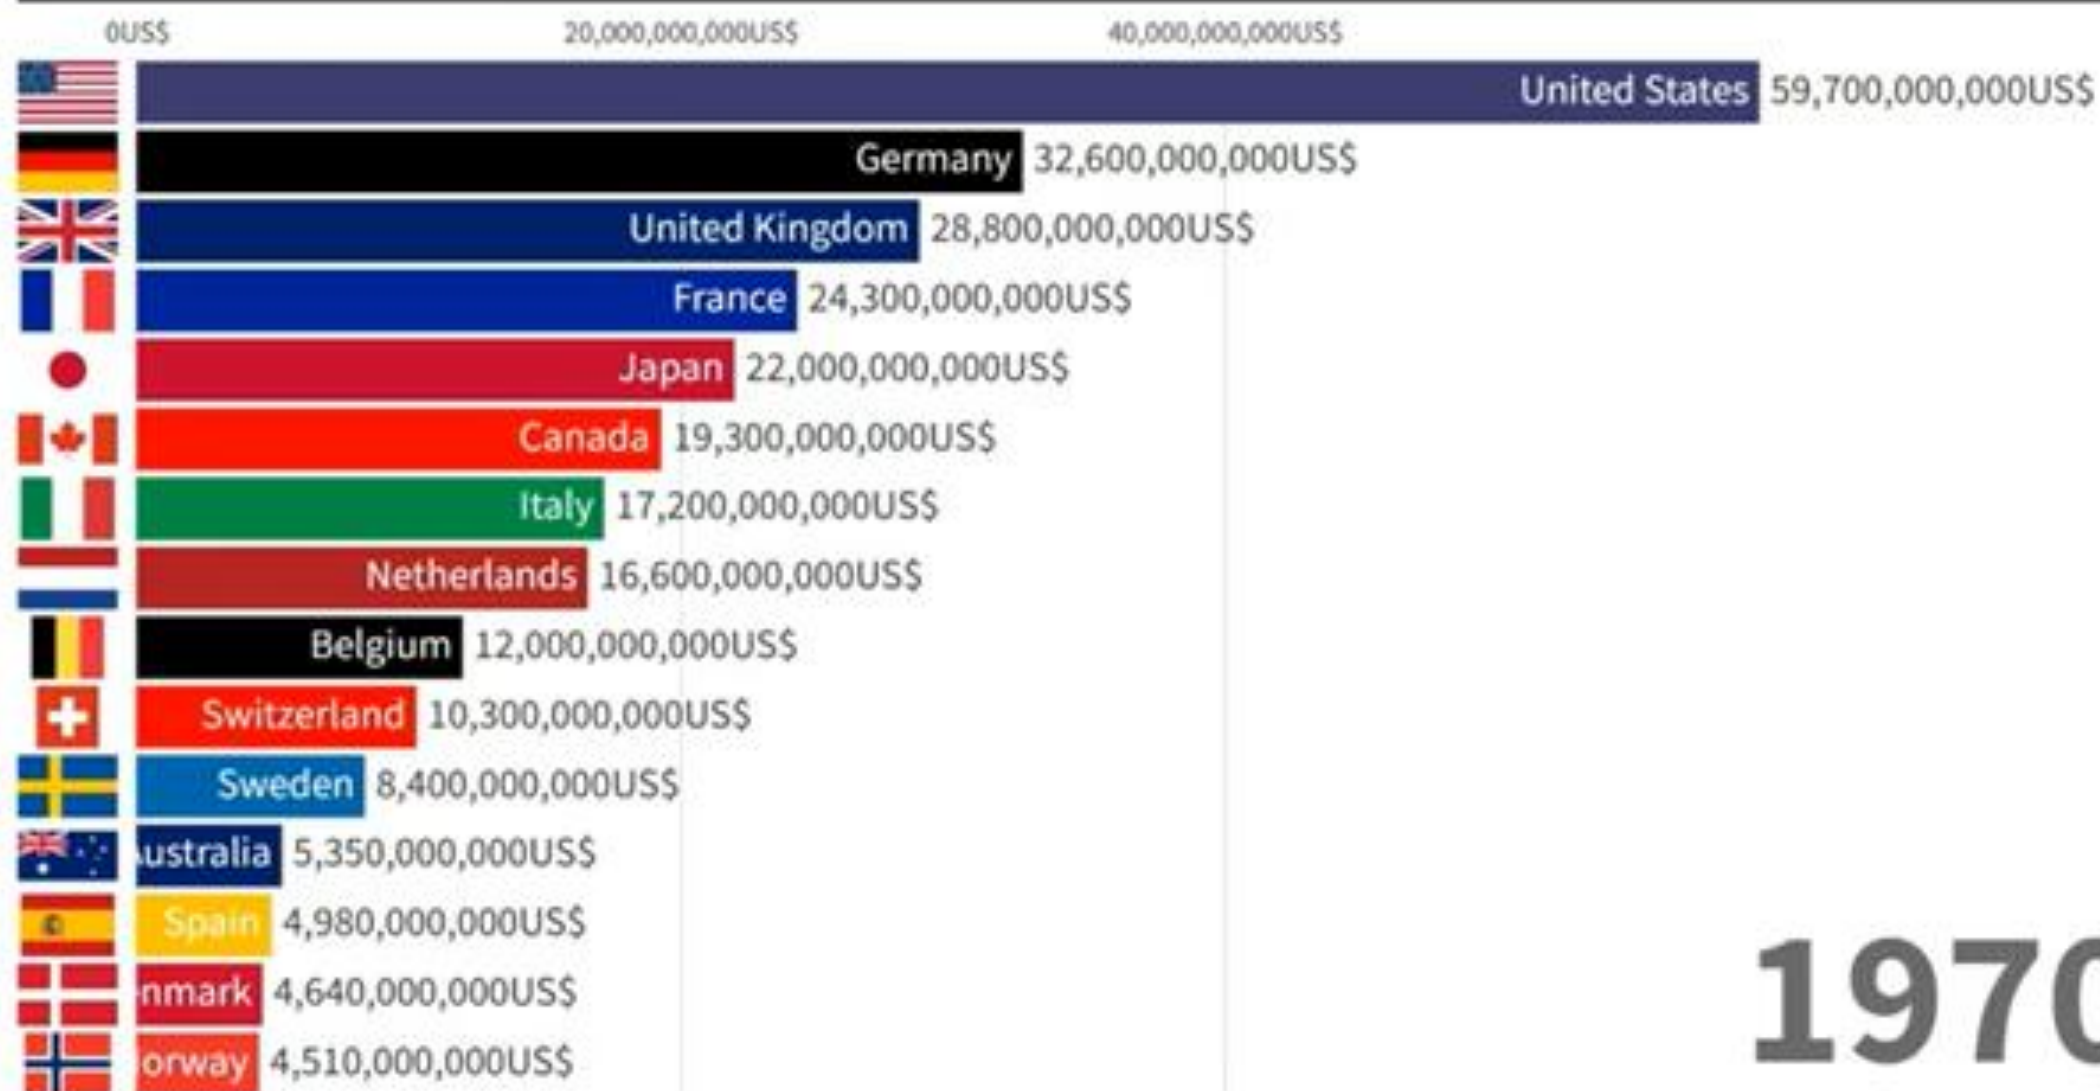 0US$ 20,000,000,000US$ 40,000,000,000US$
United States 59,700,000,000US$
Germany 32,600,000,000US$
United Kingdom 28,800,000,000US$
France 24,300,000,000US$
Japan 22,000,000,000US$
Canada 19,300,000,000US$
Italy 17,200,000,000US$
Netherlands 16,600,000,000US$
Belgium 12,000,000,000US$
Switzerland 10,300,000,000US$
Sweden 8,400,000,000US$
ustralia 5,350,000,000US$
Spain 4,980,000,000US$
nmark 4,640,000,000US$
orway 4,510,000,000US$
1970